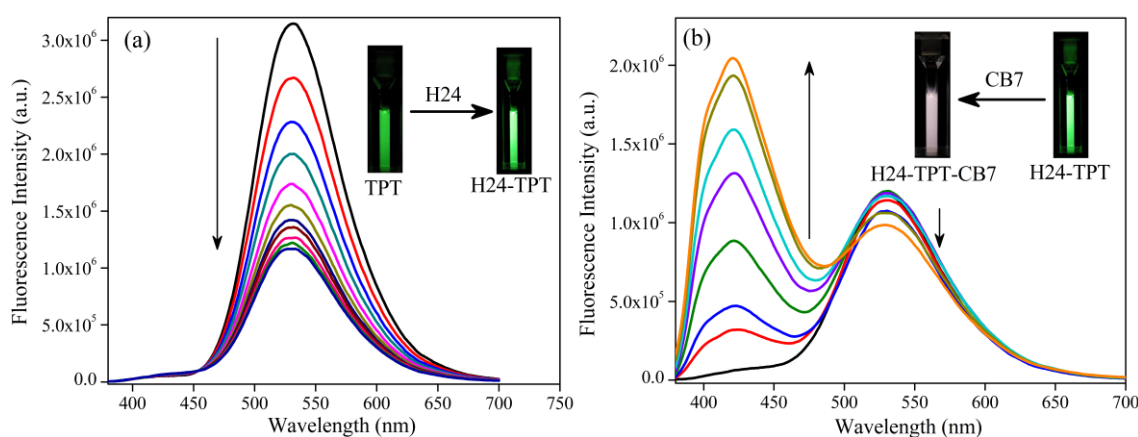 (a)
3.0x10⁶
2.5x10⁶
2.0x10⁶
1.5x10⁶
1.0x10⁶
5.0x10⁵
0.0
Fluorescence Intensity (a.u.)
H24
TPT
H24-TPT
400 450 500 550 600 650 700 750
Wavelength (nm)
(b)
2.0x10⁶
1.5x10⁶
1.0x10⁶
5.0x10⁵
0.0
Fluorescence Intensity (a.u.)
CB7
H24-TPT-CB7
H24-TPT
400 450 500 550 600 650 700
Wavelength (nm)